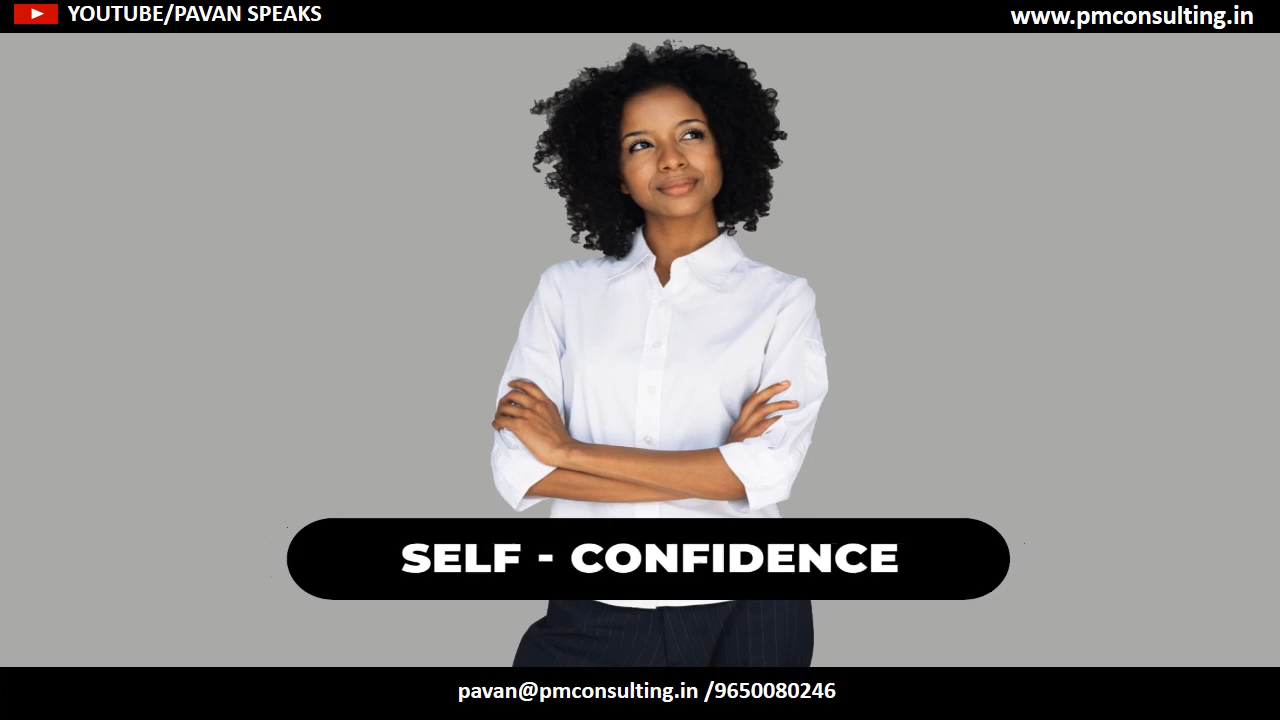 YOUTUBE/PAVAN SPEAKS
www.pmconsulting.in
SELF - CONFIDENCE
pavan@pmconsulting.in /9650080246